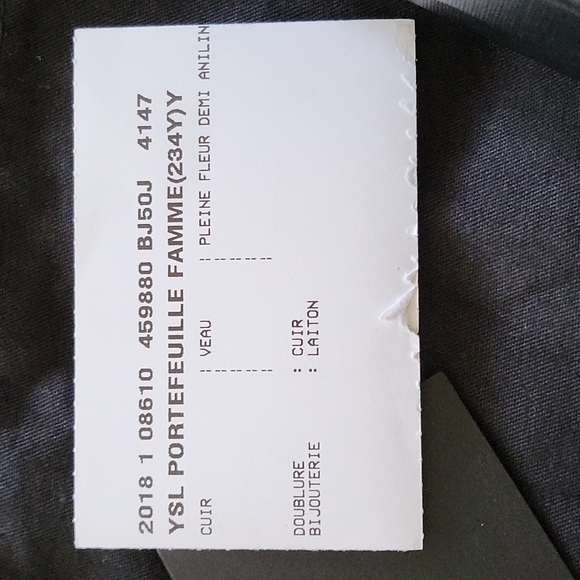 2018 1 08610 459880 BJ50J 4147
YSL PORTEFEUILLE FAMME(234Y)Y
CUIR : VEAU : PLEINE FLEUR DEMI ANILIN
DOUBLURE : CUIR
BIJOUTERIE : LAITON